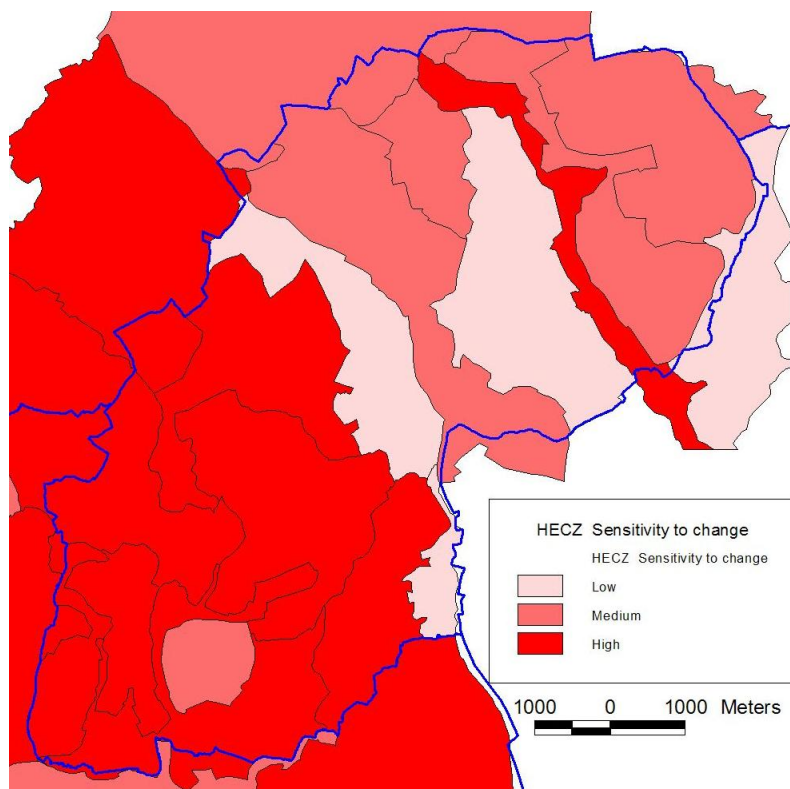 HECZ Sensitivity to change
HECZ Sensitivity to change
Low
Medium
High
1000 0 1000 Meters